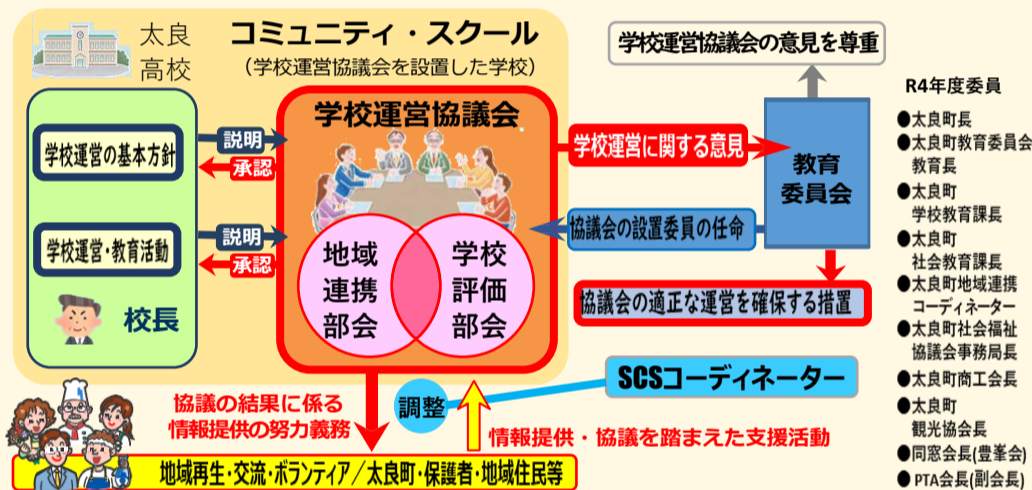 太良
高校
コミュニティ・スクール
(学校運営協議会を設置した学校)
学校運営協議会
学校運営の基本方針
説明
承認
学校運営・教育活動
説明
承認
校長
地域
連携
部会
学校
評価
部会
学校運営に関する意見
協議会の設置委員の任命
教育
委員会
学校運営協議会の意見を尊重
協議会の適正な運営を確保する措置
SCSコーディネーター
調整
協議の結果に係る
情報提供の努力義務
情報提供・協議を踏まえた支援活動
地域再生・交流・ボランティア/太良町・保護者・地域住民等
R4年度委員
●太良町長
●太良町教育委員会
教育長
●太良町
学校教育課長
●太良町
社会教育課長
●太良町地域連携
コーディネーター
●太良町社会福祉
協議会事務局長
●太良町商工会長
●太良町
観光協会長
●同窓会長(豊峯会)
●PTA会長(副会長)